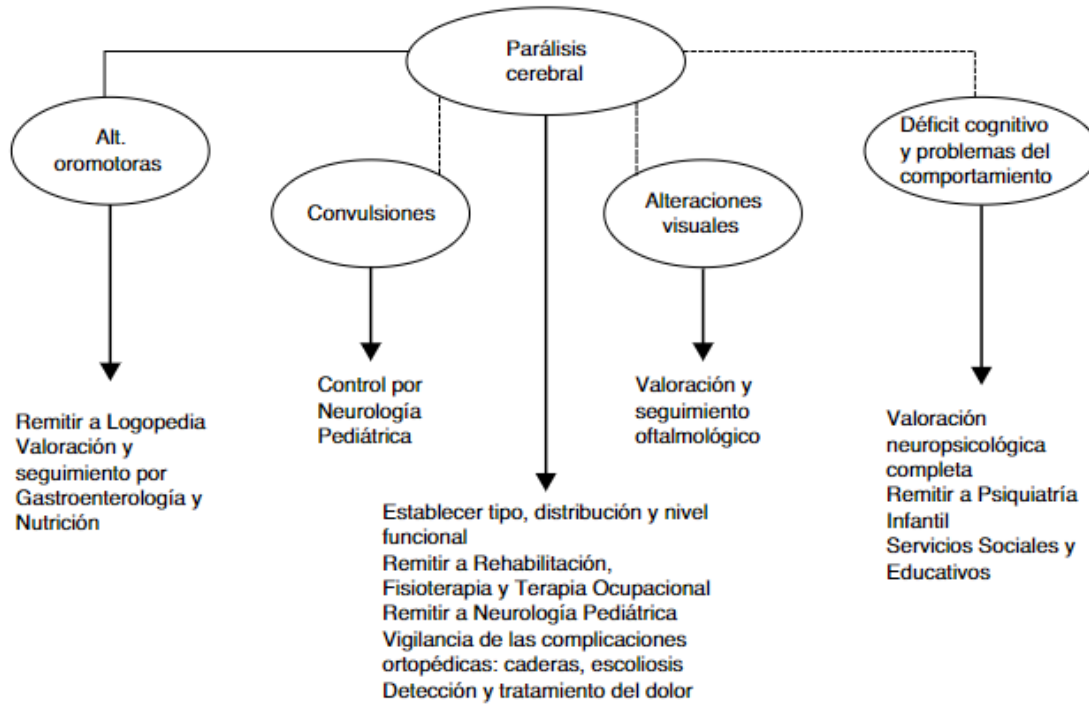 Parálisis
cerebral
Alt.
oromotoras
Convulsiones
Alteraciones
visuales
Déficit cognitivo
y problemas del
comportamiento
Remitir a Logopedia
Valoración y
seguimiento por
Gastroenterología y
Nutrición
Control por
Neurología
Pediátrica
Establecer tipo, distribución y nivel
funcional
Remitir a Rehabilitación,
Fisioterapia y Terapia Ocupacional
Remitir a Neurología Pediátrica
Vigilancia de las complicaciones
ortopédicas: caderas, escoliosis
Detección y tratamiento del dolor
Valoración y
seguimiento
oftalmológico
Valoración
neuropsicológica
completa
Remitir a Psiquiatría
Infantil
Servicios Sociales y
Educativos